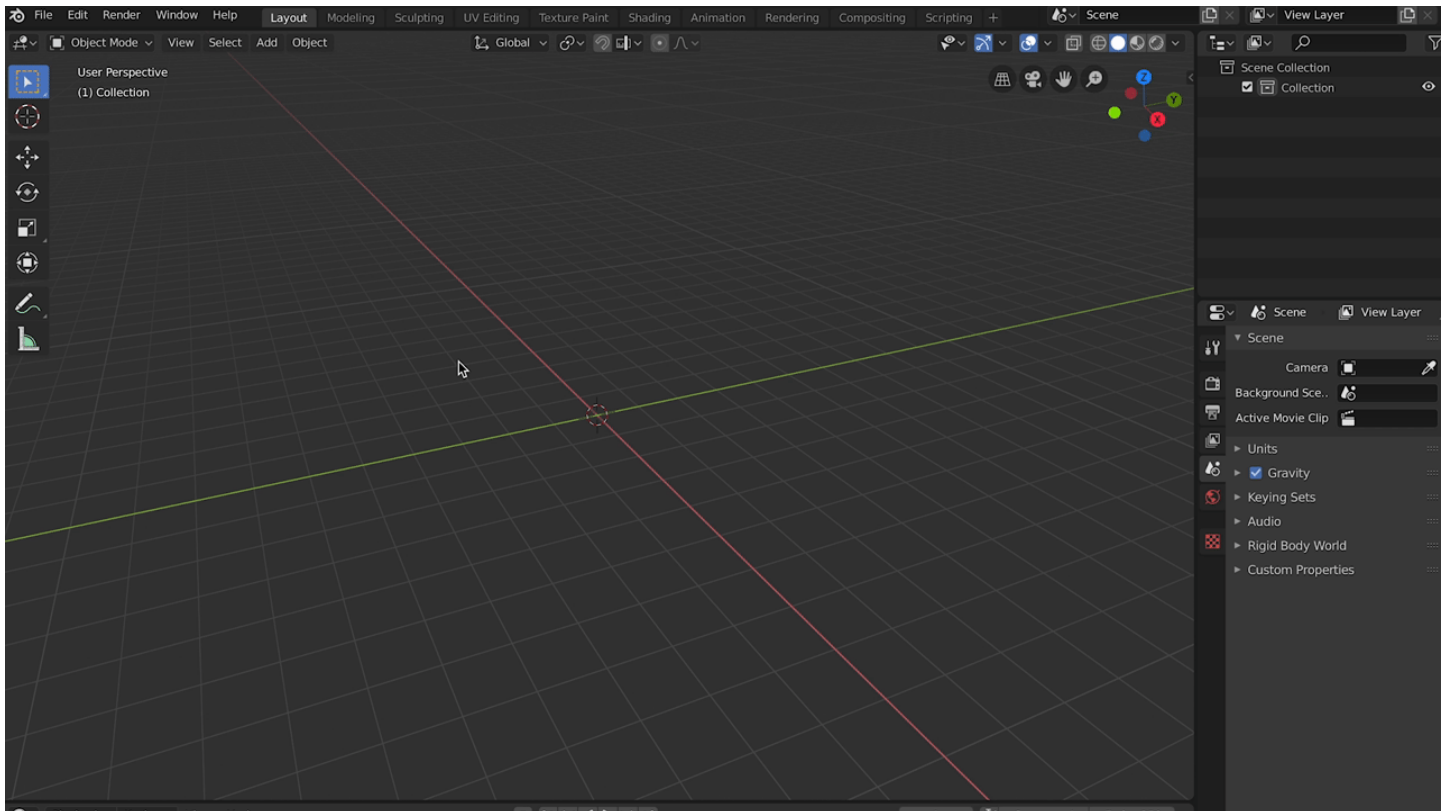 File Edit Render Window Help Layout Modeling Sculpting UV Editing Texture Paint Shading Animation Rendering Compositing Scripting + Scene View Layer
Object Mode View Select Add Object Global
User Perspective
(1) Collection
Z
Y
X
Scene Collection
Collection
Scene View Layer
Scene
Camera
Background Sce..
Active Movie Clip
Units
Gravity
Keying Sets
Audio
Rigid Body World
Custom Properties